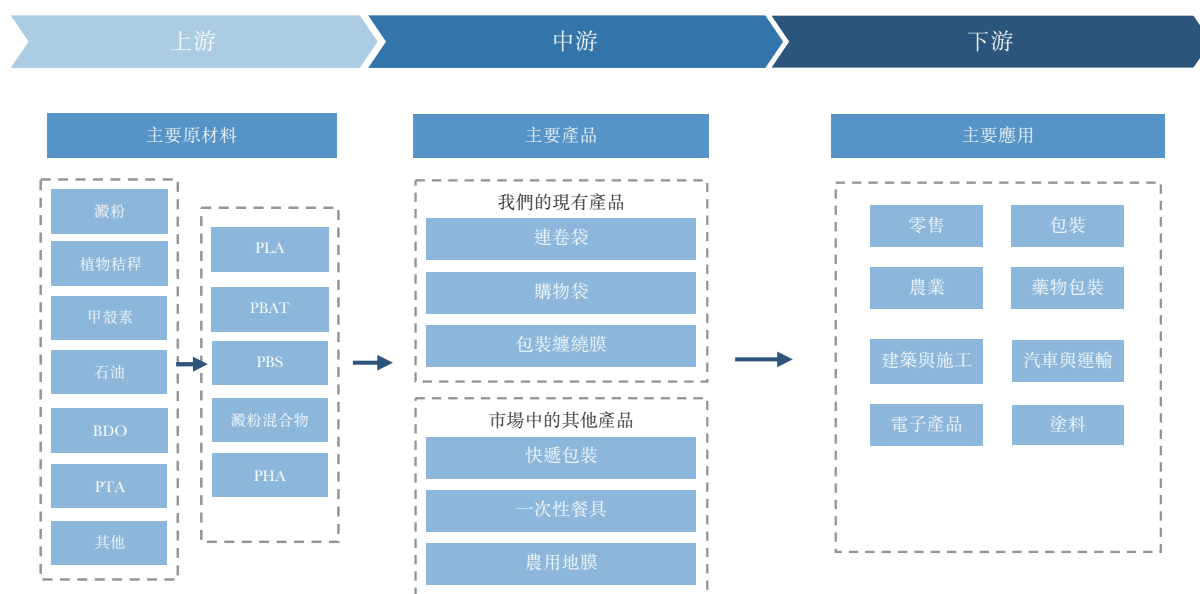 上游
中游
下游
主要原材料
主要產品
主要應用
澱粉
植物秸稈
甲殼素
石油
BDO
PTA
其他
PLA
PBAT
PBS
澱粉混合物
PHA
我們的現有產品
連卷袋
購物袋
包裝纏繞膜
市場中的其他產品
快遞包裝
一次性餐具
農用地膜
零售
包裝
農業
藥物包裝
建築與施工
汽車與運輸
電子產品
塗料